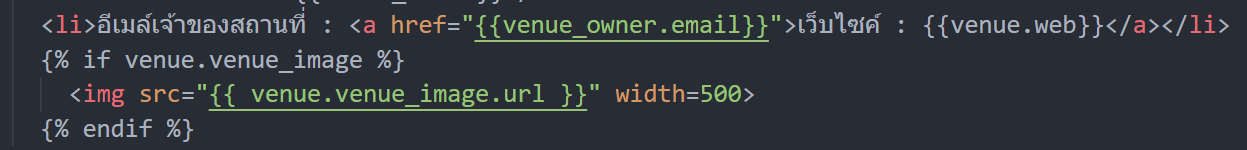 <li>อีเมล์เจ้าของสถานที่ : <a href="{{venue_owner.email}}">เว็บไซค์ : {{venue.web}}</a></li>
{% if venue.venue_image %}
<img src="{{ venue.venue_image.url }}" width=500>
{% endif %}